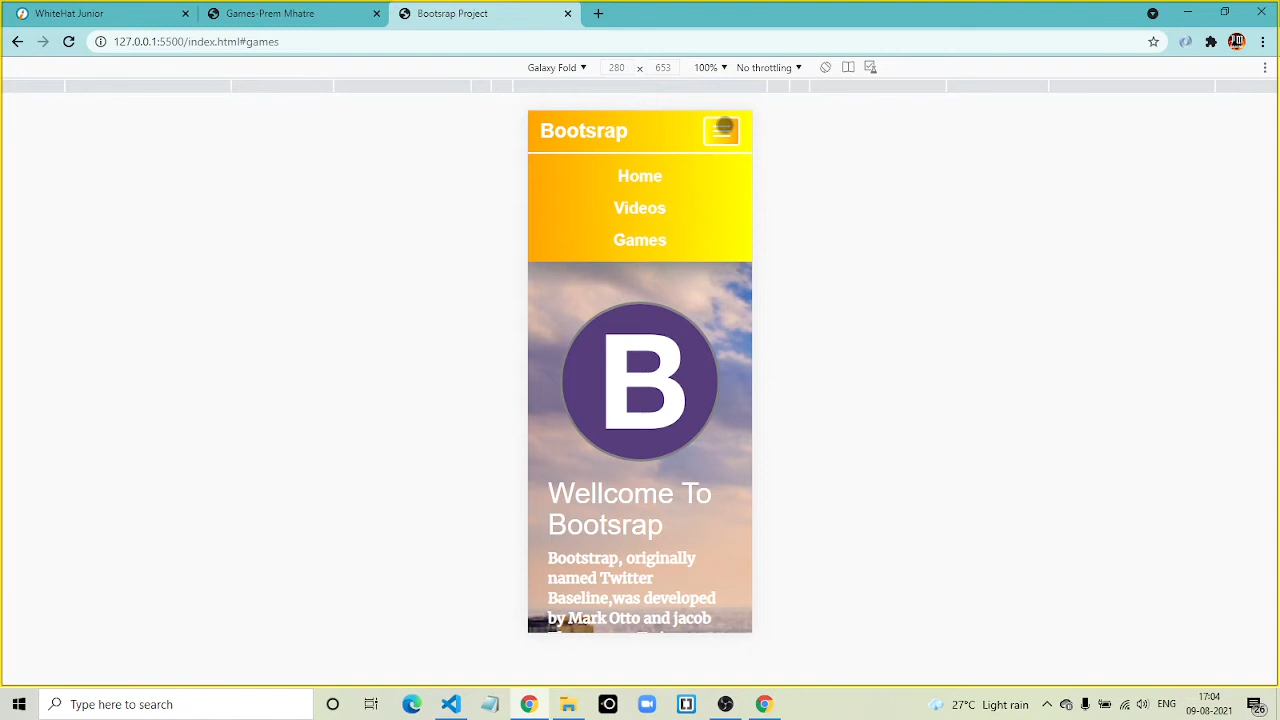 WhiteHat Junior
Games-Prem Mhatre
Bootsrap Project
127.0.0.1:5500/index.html#games
Galaxy Fold
280 x 653
100%
No throttling
Bootsrap
Home
Videos
Games
B
Wellcome To
Bootsrap
Bootstrap, originally
named Twitter
Baseline,was developed
by Mark Otto and jacob
Type here to search
27°C Light rain
ENG
17:04
09-08-2021